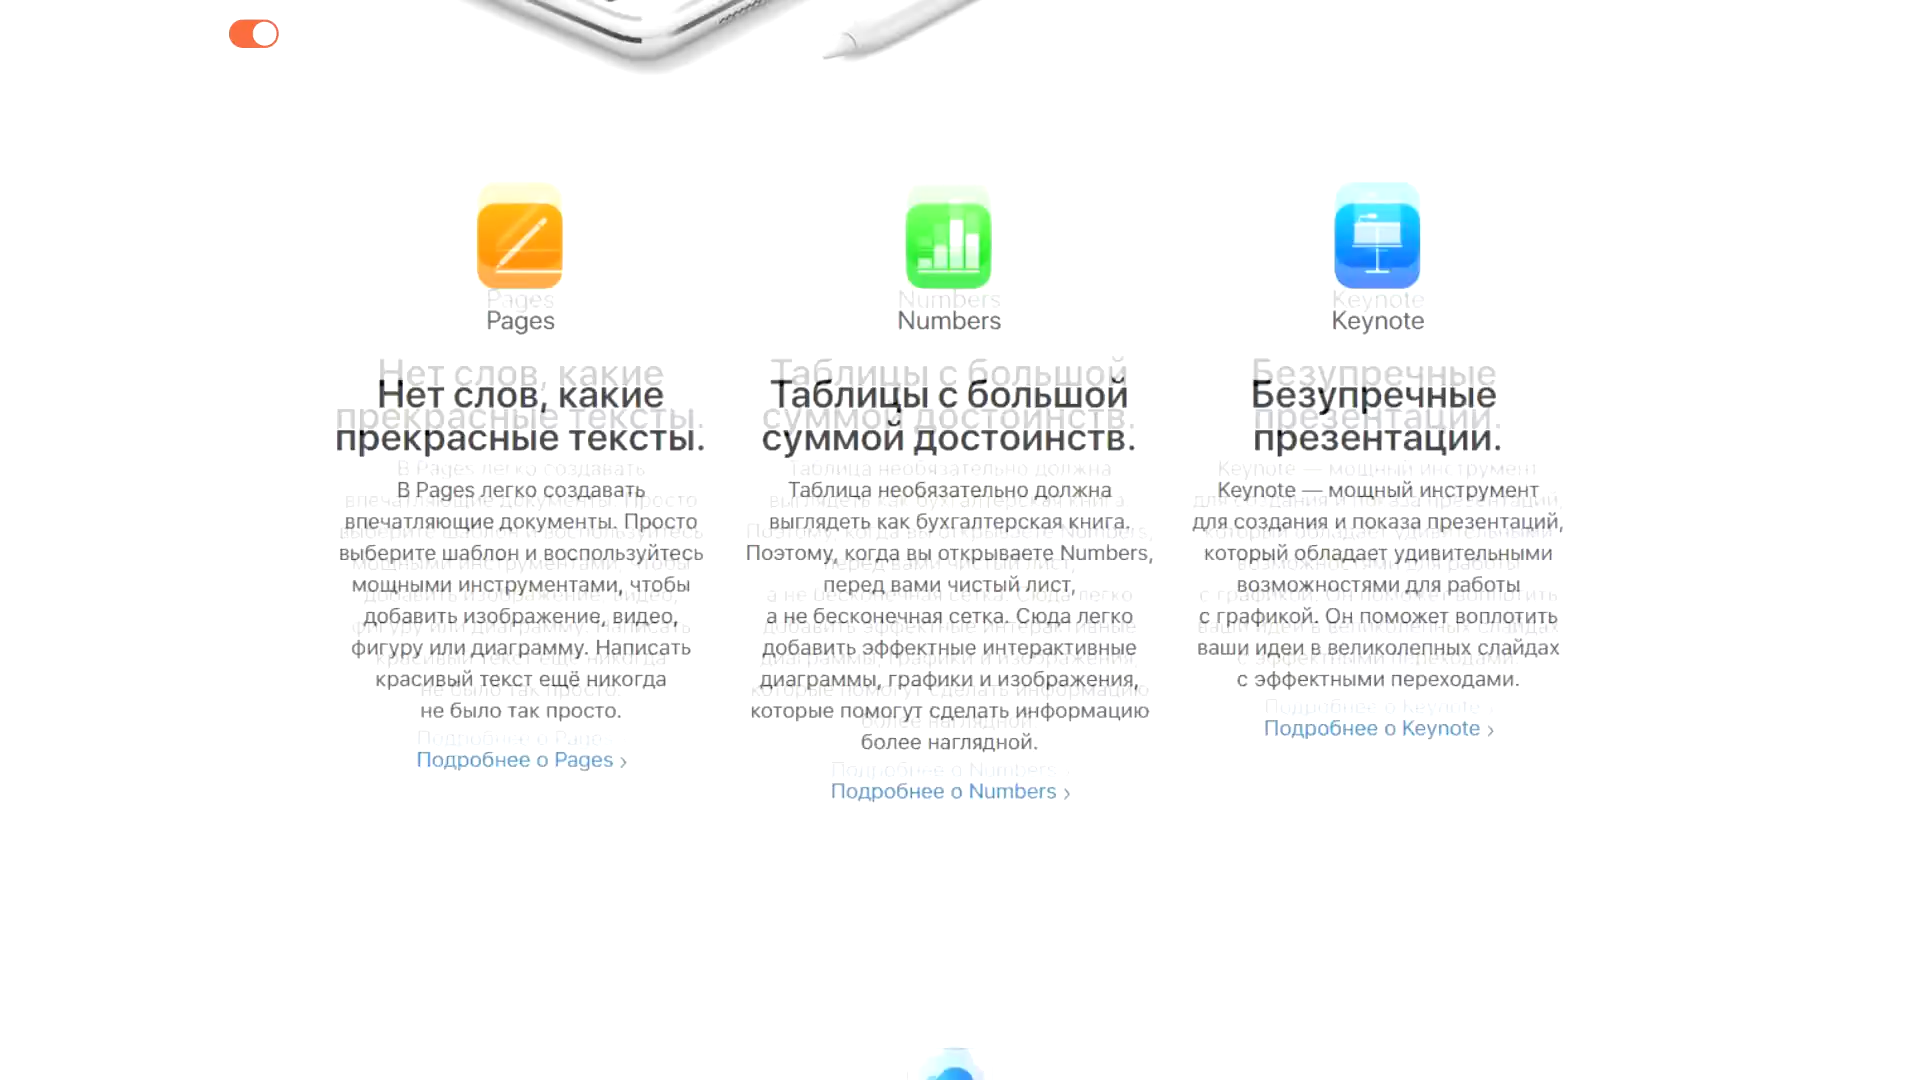 Pages
Нет слов, какие
прекрасные тексты.
В Pages легко создавать
впечатляющие документы. Просто
выберите шаблон и воспользуйтесь
мощными инструментами, чтобы
добавить изображение, видео,
фигуру или диаграмму. Написать
красивый текст ещё никогда
не было так просто.
Подробнее о Pages ›
Numbers
Таблицы с большой
суммой достоинств.
Таблица необязательно должна
выглядеть как бухгалтерская книга.
Поэтому, когда вы открываете Numbers,
перед вами чистый лист,
а не бесконечная сетка. Сюда легко
добавить эффектные интерактивные
диаграммы, графики и изображения,
которые помогут сделать информацию
более наглядной.
Подробнее о Numbers ›
Keynote
Безупречные
презентации.
Keynote — мощный инструмент
для создания и показа презентаций,
который обладает удивительными
возможностями для работы
с графикой. Он поможет воплотить
ваши идеи в великолепных слайдах
с эффектными переходами.
Подробнее о Keynote ›